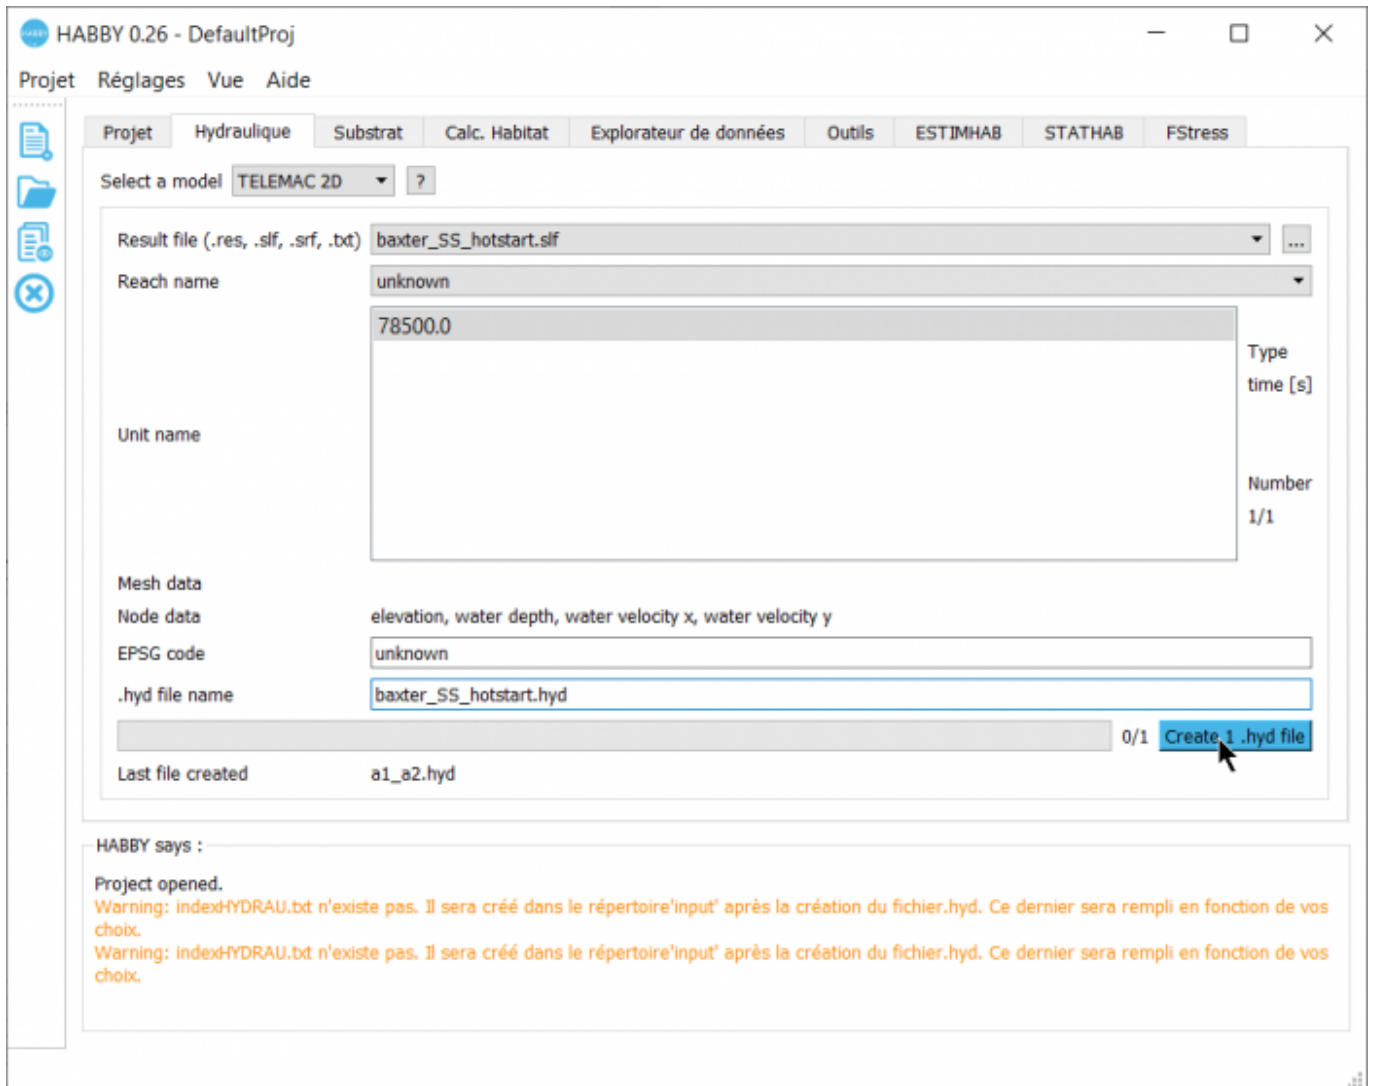 HABBY 0.26 - DefaultProj
Projet Réglages Vue Aide
Projet Hydraulique Substrat Calc. Habitat Explorateur de données Outils ESTIMHAB STATHAB FStress
Select a model TELEMAC 2D ?
Result file (.res, .slf, .srf, .txt) baxter_SS_hotstart.slf ...
Reach name unknown
78500.0
Type
time [s]
Unit name
Number
1/1
Mesh data
Node data elevation, water depth, water velocity x, water velocity y
EPSG code unknown
.hyd file name baxter_SS_hotstart.hyd
0/1 Create 1 .hyd file
Last file created a1_a2.hyd
HABBY says :
Project opened.
Warning: indexHYDRAU.txt n'existe pas. Il sera créé dans le répertoire'input' après la création du fichier.hyd. Ce dernier sera rempli en fonction de vos
choix.
Warning: indexHYDRAU.txt n'existe pas. Il sera créé dans le répertoire'input' après la création du fichier.hyd. Ce dernier sera rempli en fonction de vos
choix.